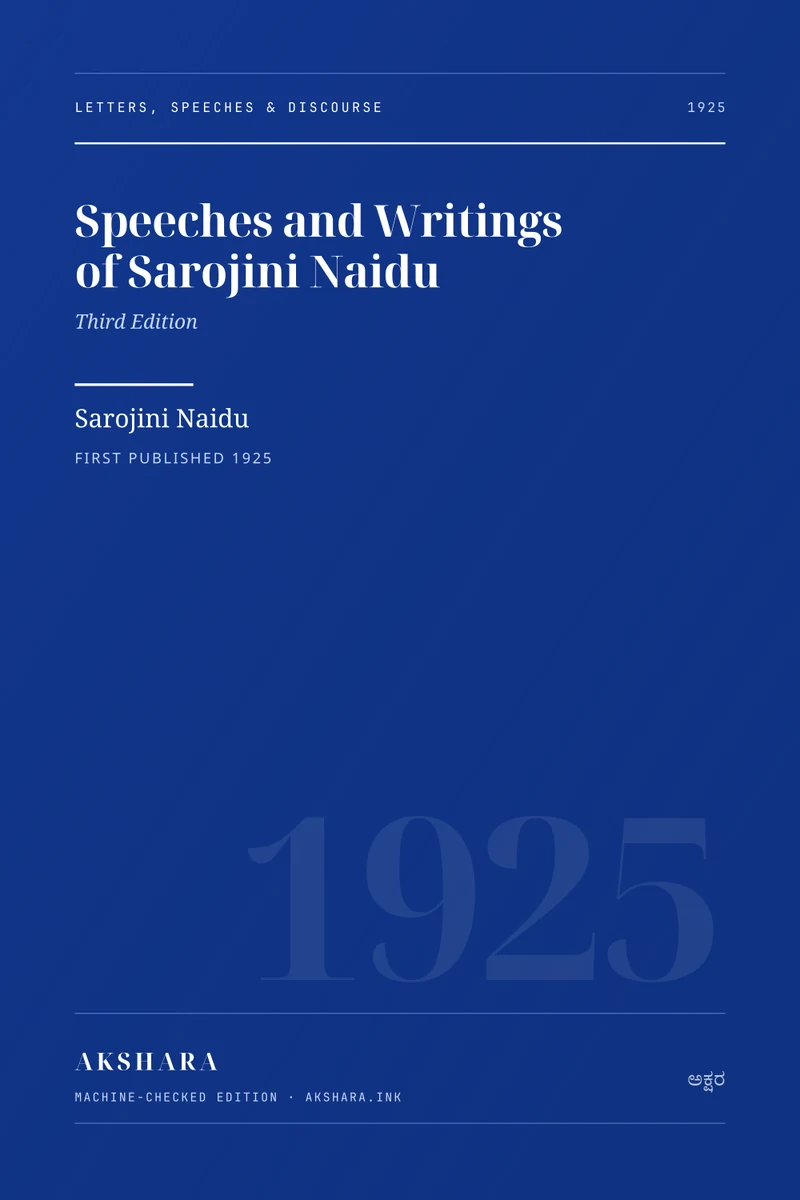 LETTERS, SPEECHES & DISCOURSE 1925
Speeches and Writings
of Sarojini Naidu
Third Edition
Sarojini Naidu
FIRST PUBLISHED 1925
1925
AKSHARA
MACHINE-CHECKED EDITION · AKSHARA.INK
ಅಕ್ಷರ